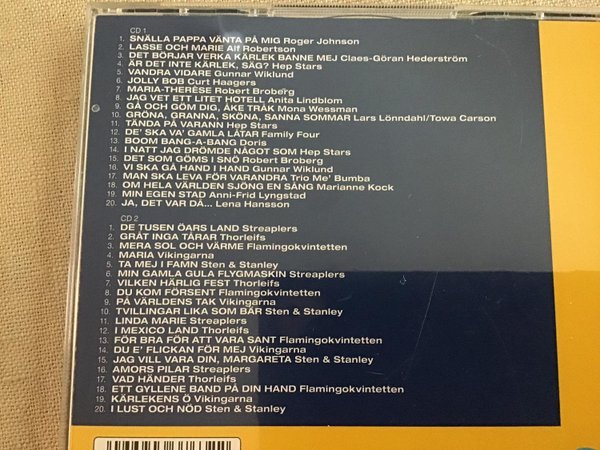 CD 1
1. SNÄLLA PAPPA VÄNTA PÅ MIG Roger Johnson
2. LASSE OCH MARIE Alf Robertson
3. DET BÖRJAR VERKA KÄRLEK BANNE MEJ Claes-Göran Hederström
4. ÄR DET INTE KÄRLEK, SÄG? Hep Stars
5. VANDRA VIDARE Gunnar Wiklund
6. JOLLY BOB Curt Haagers
7. MARIA-THERÈSE Robert Broberg
8. JAG VET ETT LITET HOTELL Anita Lindblom
9. GÅ OCH GÖM DIG, ÅKE TRÅK Mona Wessman
10. GRÖNA, GRANNA, SKÖNA, SANNA SOMMAR Lars Lönndahl/Towa Carson
11. TÄNDA PÅ VARANN Hep Stars
12. DE' SKA VA' GAMLA LÅTAR Family Four
13. BOOM BANG-A-BANG Doris
14. I NATT JAG DRÖMDE NÅGOT SOM Hep Stars
15. DET SOM GÖMS I SNÖ Robert Broberg
16. VI SKA GÅ HAND I HAND Gunnar Wiklund
17. MAN SKA LEVA FÖR VARANDRA Trio Me' Bumba
18. OM HELA VÄRLDEN SJÖNG EN SÅNG Marianne Kock
19. MIN EGEN STAD Anni-Frid Lyngstad
20. JA, DET VAR DÅ... Lena Hansson
CD 2
1. DE TUSEN ÖARS LAND Streaplers
2. GRÅT INGA TÅRAR Thorleifs
3. MERA SOL OCH VÄRME Flamingokvintetten
4. MARIA Vikingarna
5. TA MEJ I FAMN Sten & Stanley
6. MIN GAMLA GULA FLYGMASKIN Streaplers
7. VILKEN HÄRLIG FEST Thorleifs
8. DU KOM FÖRSENT Flamingokvintetten
9. PÅ VÄRLDENS TAK Vikingarna
10. TVILLINGAR LIKA SOM BÄR Sten & Stanley
11. LINDA MARIE Streaplers
12. I MEXICO LAND Thorleifs
13. FÖR BRA FÖR ATT VARA SANT Flamingokvintetten
14. DU E' FLICKAN FÖR MEJ Vikingarna
15. JAG VILL VARA DIN, MARGARETA Sten & Stanley
16. AMORS PILAR Streaplers
17. VAD HÄNDER Thorleifs
18. ETT GYLLENE BAND PÅ DIN HAND Flamingokvintetten
19. KÄRLEKENS Ö Vikingarna
20. I LUST OCH NÖD Sten & Stanley